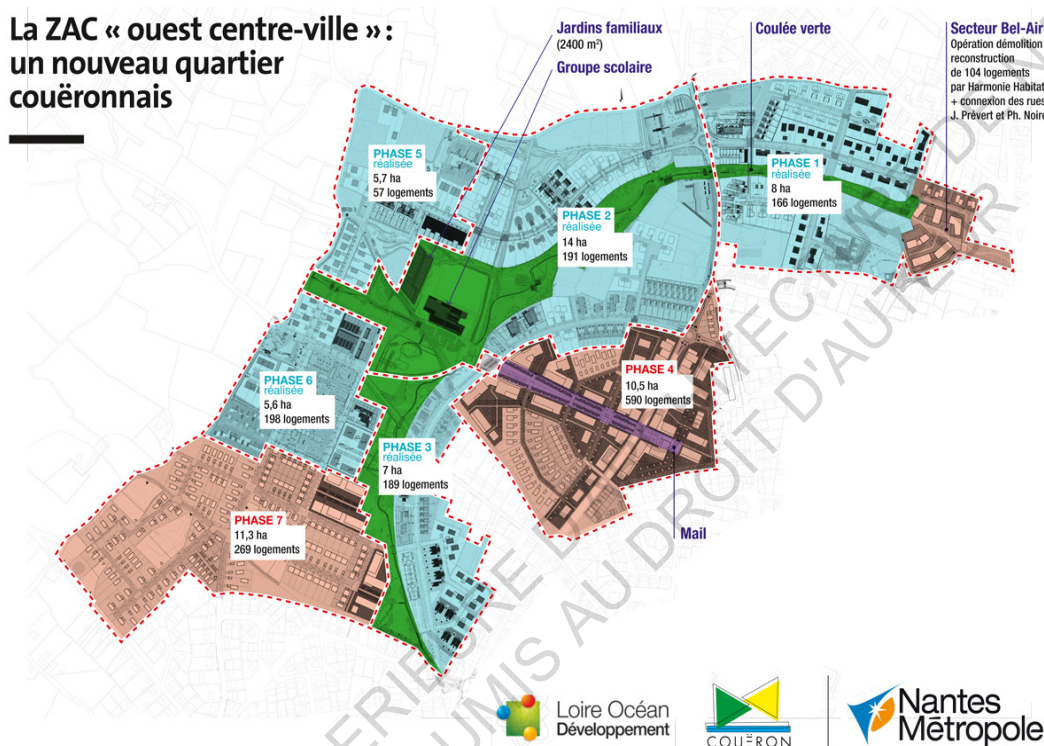 La ZAC « ouest centre-ville » :
un nouveau quartier
couëronnais
Jardins familiaux
(2400 m²)
Groupe scolaire
Coulée verte
Secteur Bel-Air
Opération démolition
reconstruction
de 104 logements
par Harmonie Habitat
+ connexion des rues
J. Prévert et Ph. Noire
PHASE 5
réalisée
5,7 ha
57 logements
PHASE 1
réalisée
8 ha
166 logements
PHASE 2
réalisée
14 ha
191 logements
PHASE 6
réalisée
5,6 ha
198 logements
PHASE 4
10,5 ha
590 logements
PHASE 3
réalisée
7 ha
189 logements
PHASE 7
11,3 ha
269 logements
Mail
Loire Océan
Développement
COUËRON
Nantes
Métropole